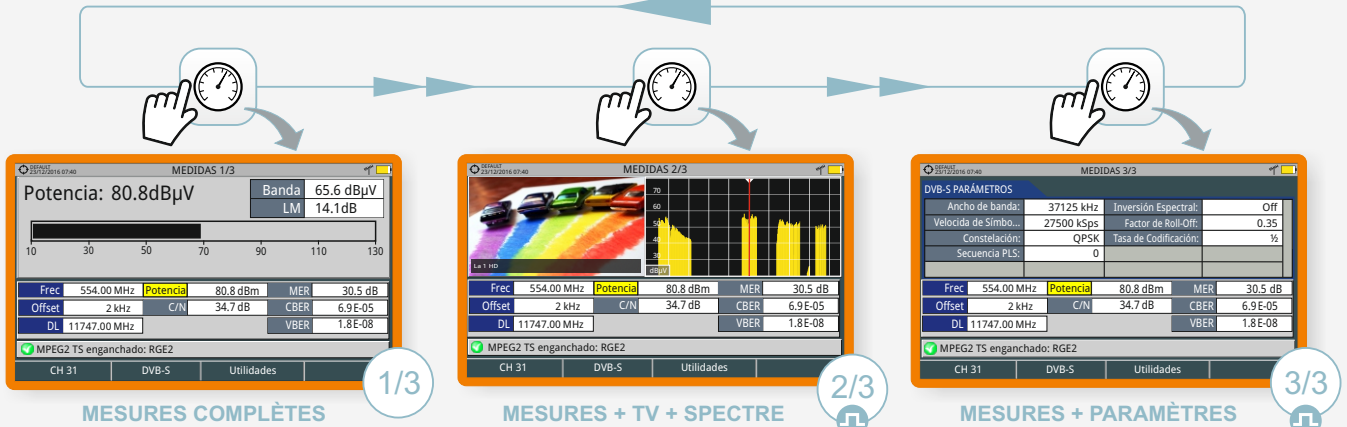 DEFAULT
23/12/2016 07:40
MEDIDAS 1/3
Potencia: 80.8dBµV
Banda 65.6 dBµV
LM 14.1dB
10 30 50 70 90 110 130
Frec 554.00 MHz Potencia 80.8 dBm MER 30.5 dB
Offset 2 kHz C/N 34.7 dB CBER 6.9 E-05
DL 11747.00 MHz VBER 1.8 E-08
MPEG2 TS enganchado: RGE2
CH 31 DVB-S Utilidades
1/3
MESURES COMPLÈTES
DEFAULT
23/12/2016 07:40
MEDIDAS 2/3
70
60
50
40
30
dBµV
La 1 HD
Frec 554.00 MHz Potencia 80.8 dBm MER 30.5 dB
Offset 2 kHz C/N 34.7 dB CBER 6.9 E-05
DL 11747.00 MHz VBER 1.8 E-08
MPEG2 TS enganchado: RGE2
CH 31 DVB-S Utilidades
2/3
MESURES + TV + SPECTRE
DEFAULT
23/12/2016 07:40
MEDIDAS 3/3
DVB-S PARÁMETROS
Ancho de banda: 37125 kHz Inversión Espectral: Off
Velocida de Símbo... 27500 kSps Factor de Roll-Off: 0.35
Constelación: QPSK Tasa de Codificación: ½
Secuencia PLS: 0
Frec 554.00 MHz Potencia 80.8 dBm MER 30.5 dB
Offset 2 kHz C/N 34.7 dB CBER 6.9 E-05
DL 11747.00 MHz VBER 1.8 E-08
MPEG2 TS enganchado: RGE2
CH 31 DVB-S Utilidades
3/3
MESURES + PARAMÈTRES